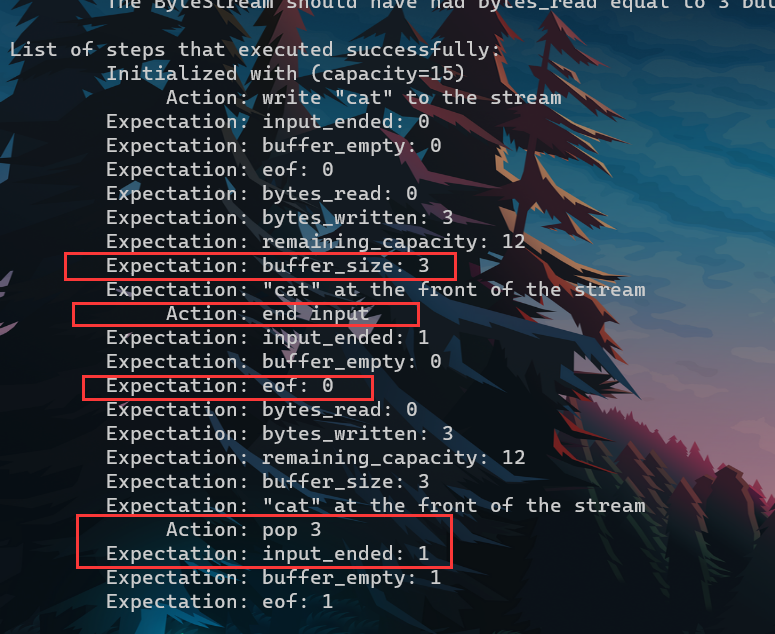 The ByteStream should have had bytes_read equal to 3 but
List of steps that executed successfully:
Initialized with (capacity=15)
Action: write "cat" to the stream
Expectation: input_ended: 0
Expectation: buffer_empty: 0
Expectation: eof: 0
Expectation: bytes_read: 0
Expectation: bytes_written: 3
Expectation: remaining_capacity: 12
Expectation: buffer_size: 3
Expectation: "cat" at the front of the stream
Action: end input
Expectation: input_ended: 1
Expectation: buffer_empty: 0
Expectation: eof: 0
Expectation: bytes_read: 0
Expectation: bytes_written: 3
Expectation: remaining_capacity: 12
Expectation: buffer_size: 3
Expectation: "cat" at the front of the stream
Action: pop 3
Expectation: input_ended: 1
Expectation: buffer_empty: 1
Expectation: eof: 1